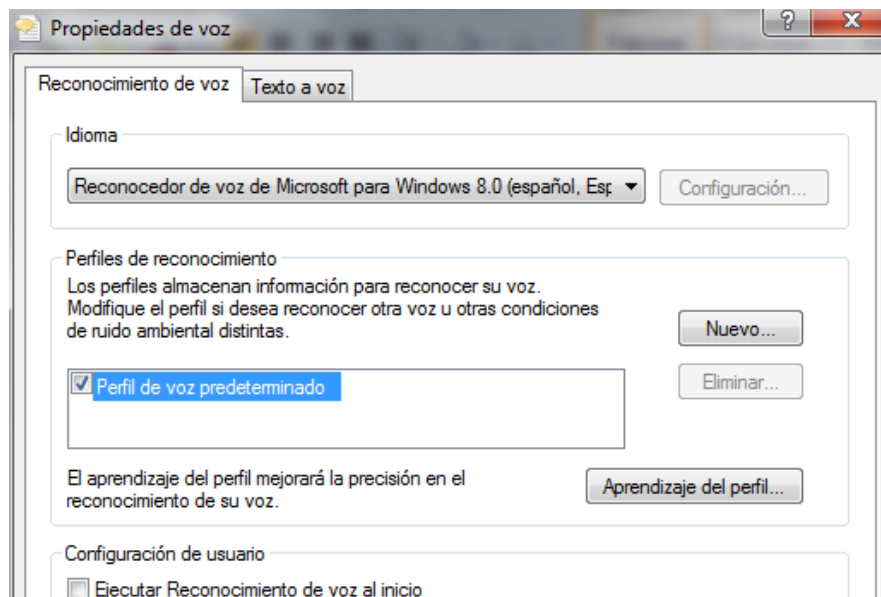 Propiedades de voz
Reconocimiento de voz
Texto a voz
Idioma
Reconocedor de voz de Microsoft para Windows 8.0 (español, Esp
Configuración...
Perfiles de reconocimiento
Los perfiles almacenan información para reconocer su voz.
Modifique el perfil si desea reconocer otra voz u otras condiciones
de ruido ambiental distintas.
Nuevo...
Perfil de voz predeterminado
Eliminar...
El aprendizaje del perfil mejorará la precisión en el
reconocimiento de su voz.
Aprendizaje del perfil...
Configuración de usuario
Ejecutar Reconocimiento de voz al inicio